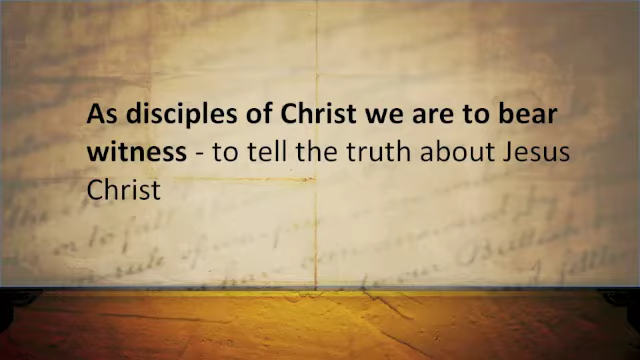 As disciples of Christ we are to bear
witness - to tell the truth about Jesus
Christ